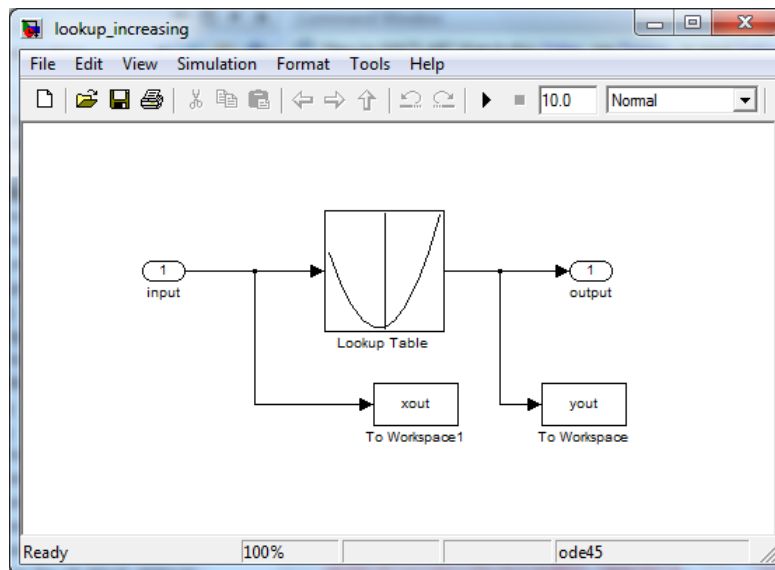 lookup_increasing
File Edit View Simulation Format Tools Help
10.0 Normal
1
input
Lookup Table
1
output
xout
To Workspace1
yout
To Workspace
Ready 100% ode45